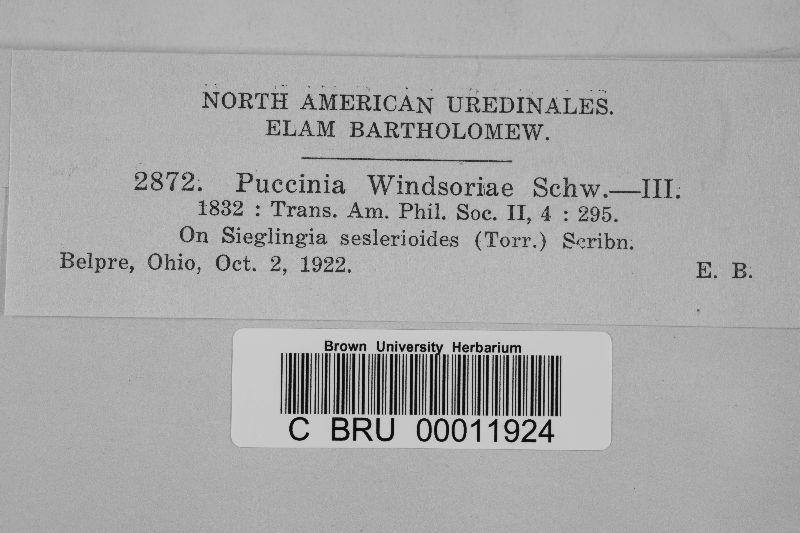 NORTH AMERICAN UREDINALES.
ELAM BARTHOLOMEW.
2872. Puccinia Windsoriae Schw.—III.
1832 : Trans. Am. Phil. Soc. II, 4 : 295.
On Sieglingia seslerioides (Torr.) Scribn.
Belpre, Ohio, Oct. 2, 1922. E. B.
Brown University Herbarium
C BRU 00011924